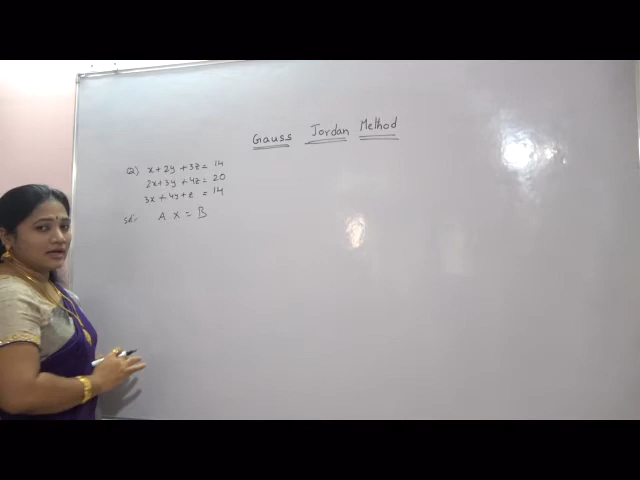 Gauss Jordan Method
Q) x + 2y + 3z = 14
2x + 3y + 4z = 20
3x + 4y + z = 14
Sol:- A X = B